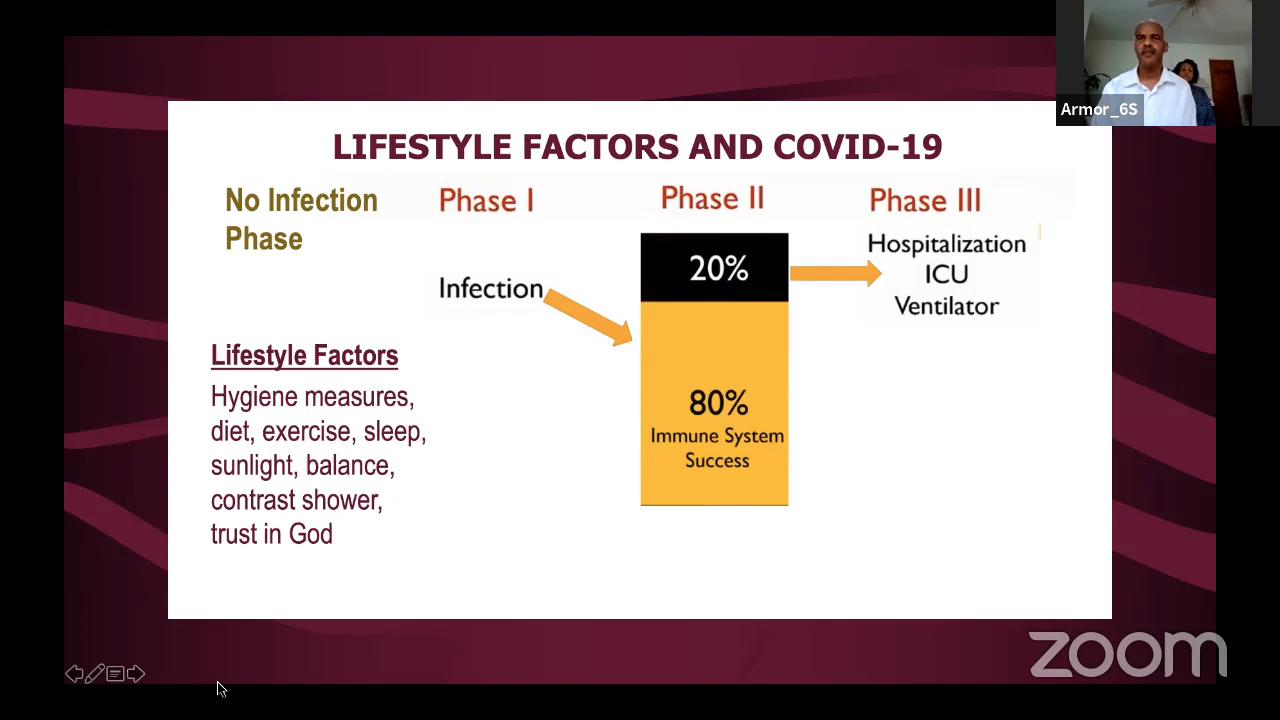 Armor_6S
LIFESTYLE FACTORS AND COVID-19
No Infection
Phase
Phase I
Phase II
Phase III
Infection
20%
Hospitalization
ICU
Ventilator
80%
Immune System
Success
Lifestyle Factors
Hygiene measures,
diet, exercise, sleep,
sunlight, balance,
contrast shower,
trust in God
zoom